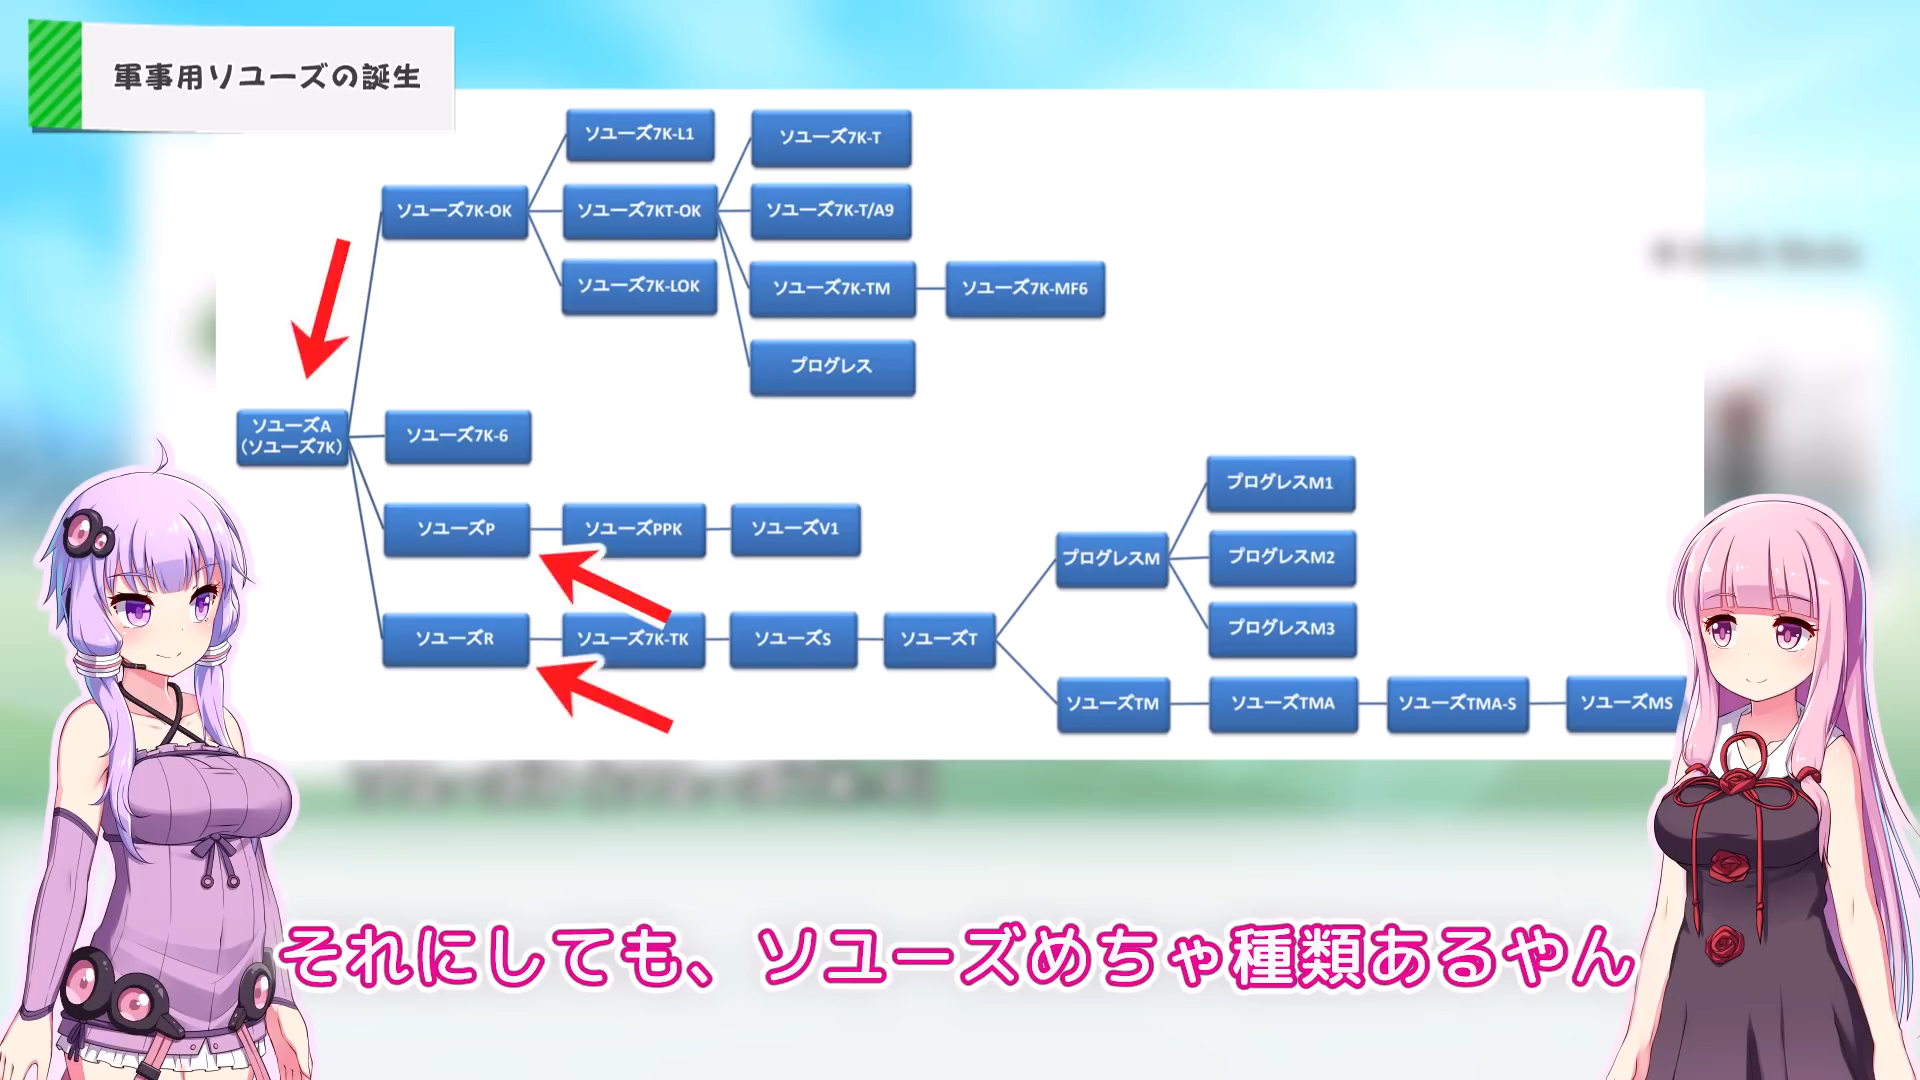 軍事用ソユーズの誕生
ソユーズ7K-L1
ソユーズ7K-T
ソユーズ7K-OK
ソユーズ7KT-OK
ソユーズ7K-T/A9
ソユーズ7K-LOK
ソユーズ7K-TM
ソユーズ7K-MF6
プログレス
ソユーズA
(ソユーズ7K)
ソユーズ7K-6
ソユーズP
ソユーズPPK
ソユーズV1
ソユーズR
ソユーズ7K-TK
ソユーズS
ソユーズT
プログレスM
プログレスM1
プログレスM2
プログレスM3
ソユーズTM
ソユーズTMA
ソユーズTMA-S
ソユーズMS
それにしても、ソユーズめちゃ種類あるやん